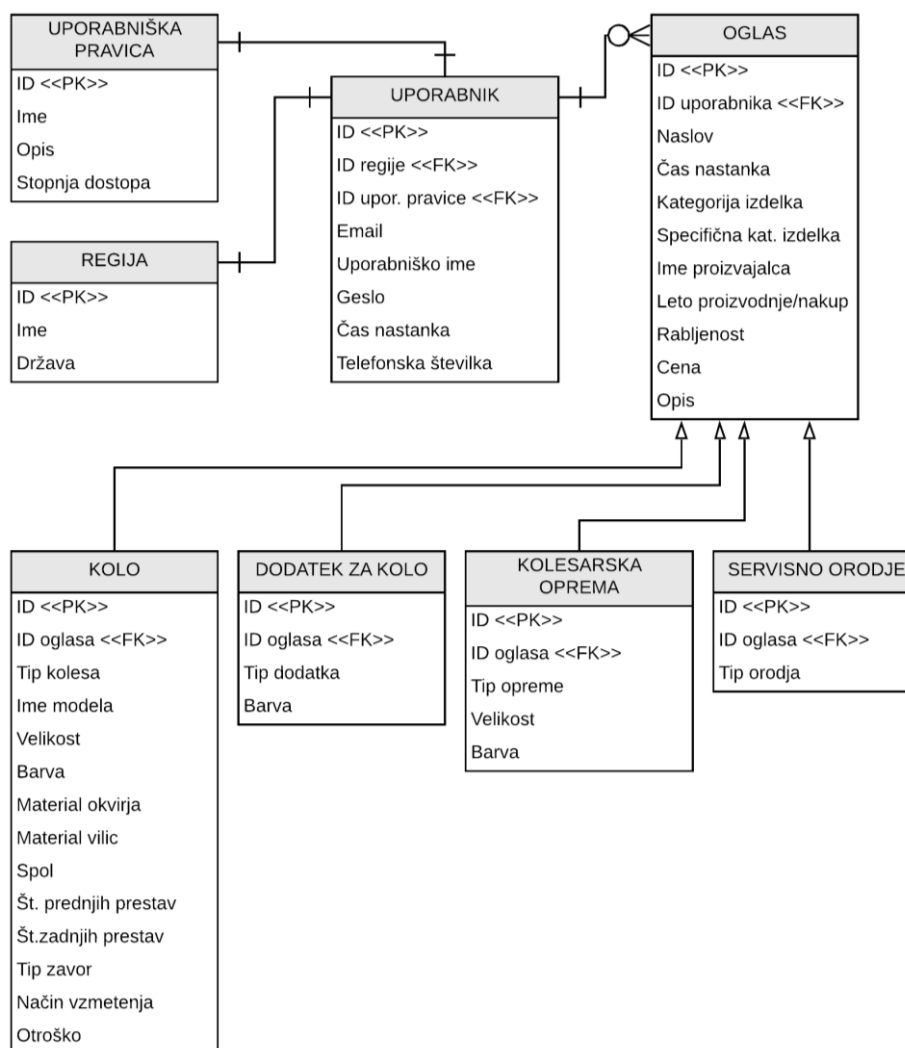 UPORABNIŠKA
PRAVICA
ID <<PK>>
Ime
Opis
Stopnja dostopa
REGIJA
ID <<PK>>
Ime
Država
UPORABNIK
ID <<PK>>
ID regije <<FK>>
ID upor. pravice <<FK>>
Email
Uporabniško ime
Geslo
Čas nastanka
Telefonska številka
OGLAS
ID <<PK>>
ID uporabnika <<FK>>
Naslov
Čas nastanka
Kategorija izdelka
Specifična kat. izdelka
Ime proizvajalca
Leto proizvodnje/nakup
Rabljenost
Cena
Opis
KOLO
ID <<PK>>
ID oglasa <<FK>>
Tip kolesa
Ime modela
Velikost
Barva
Material okvirja
Material vilic
Spol
Št. prednjih prestav
Št.zadnjih prestav
Tip zavor
Način vzmetenja
Otroško
DODATEK ZA KOLO
ID <<PK>>
ID oglasa <<FK>>
Tip dodatka
Barva
KOLESARSKA
OPREMA
ID <<PK>>
ID oglasa <<FK>>
Tip opreme
Velikost
Barva
SERVISNO ORODJE
ID <<PK>>
ID oglasa <<FK>>
Tip orodja